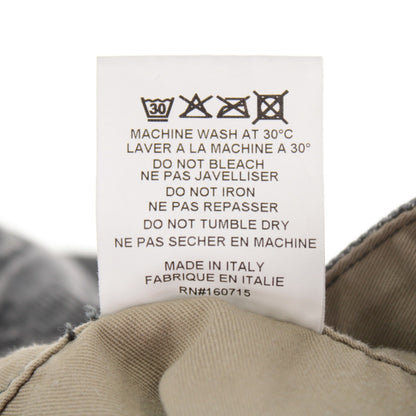 30
MACHINE WASH AT 30°C
LAVER A LA MACHINE A 30°
DO NOT BLEACH
NE PAS JAVELLISER
DO NOT IRON
NE PAS REPASSER
DO NOT TUMBLE DRY
NE PAS SECHER EN MACHINE
MADE IN ITALY
FABRIQUE EN ITALIE
RN#160715